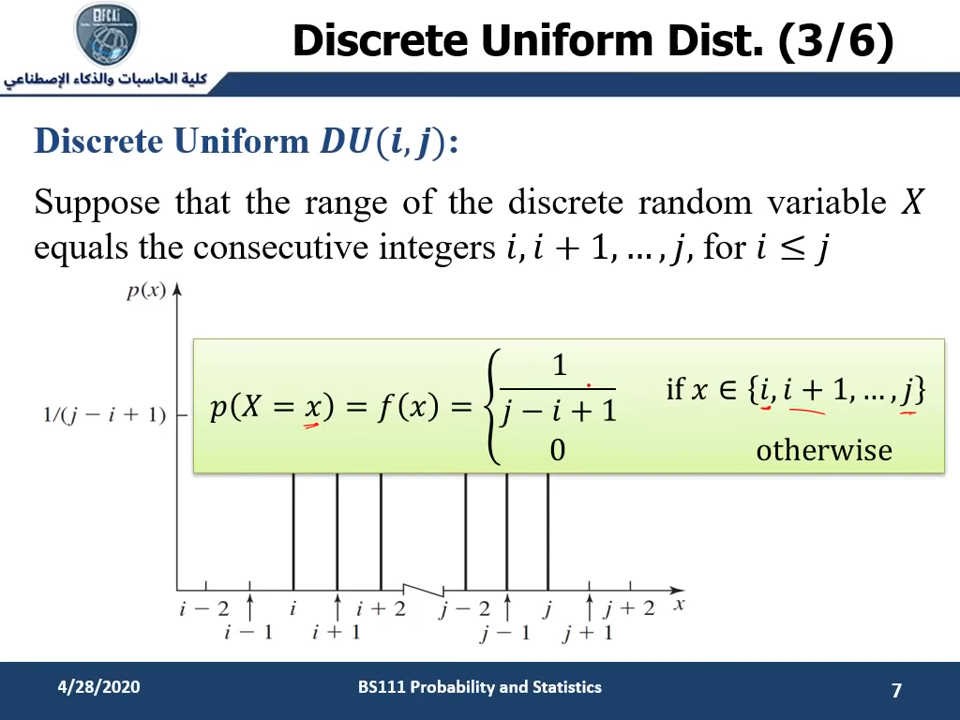 BFCAI
كلية الحاسبات والذكاء الإصطناعي
Discrete Uniform Dist. (3/6)
Discrete Uniform DU(i, j):
Suppose that the range of the discrete random variable X
equals the consecutive integers i, i + 1, … , j, for i ≤ j
p(x)
1/(j − i + 1)
p(X = x) = f(x) = { 1 / (j − i + 1) if x ∈ {i, i + 1, … , j}
0 otherwise
i − 2 i i + 2 j − 2 j j + 2 x
i − 1 i + 1 j − 1 j + 1
4/28/2020 BS111 Probability and Statistics 7